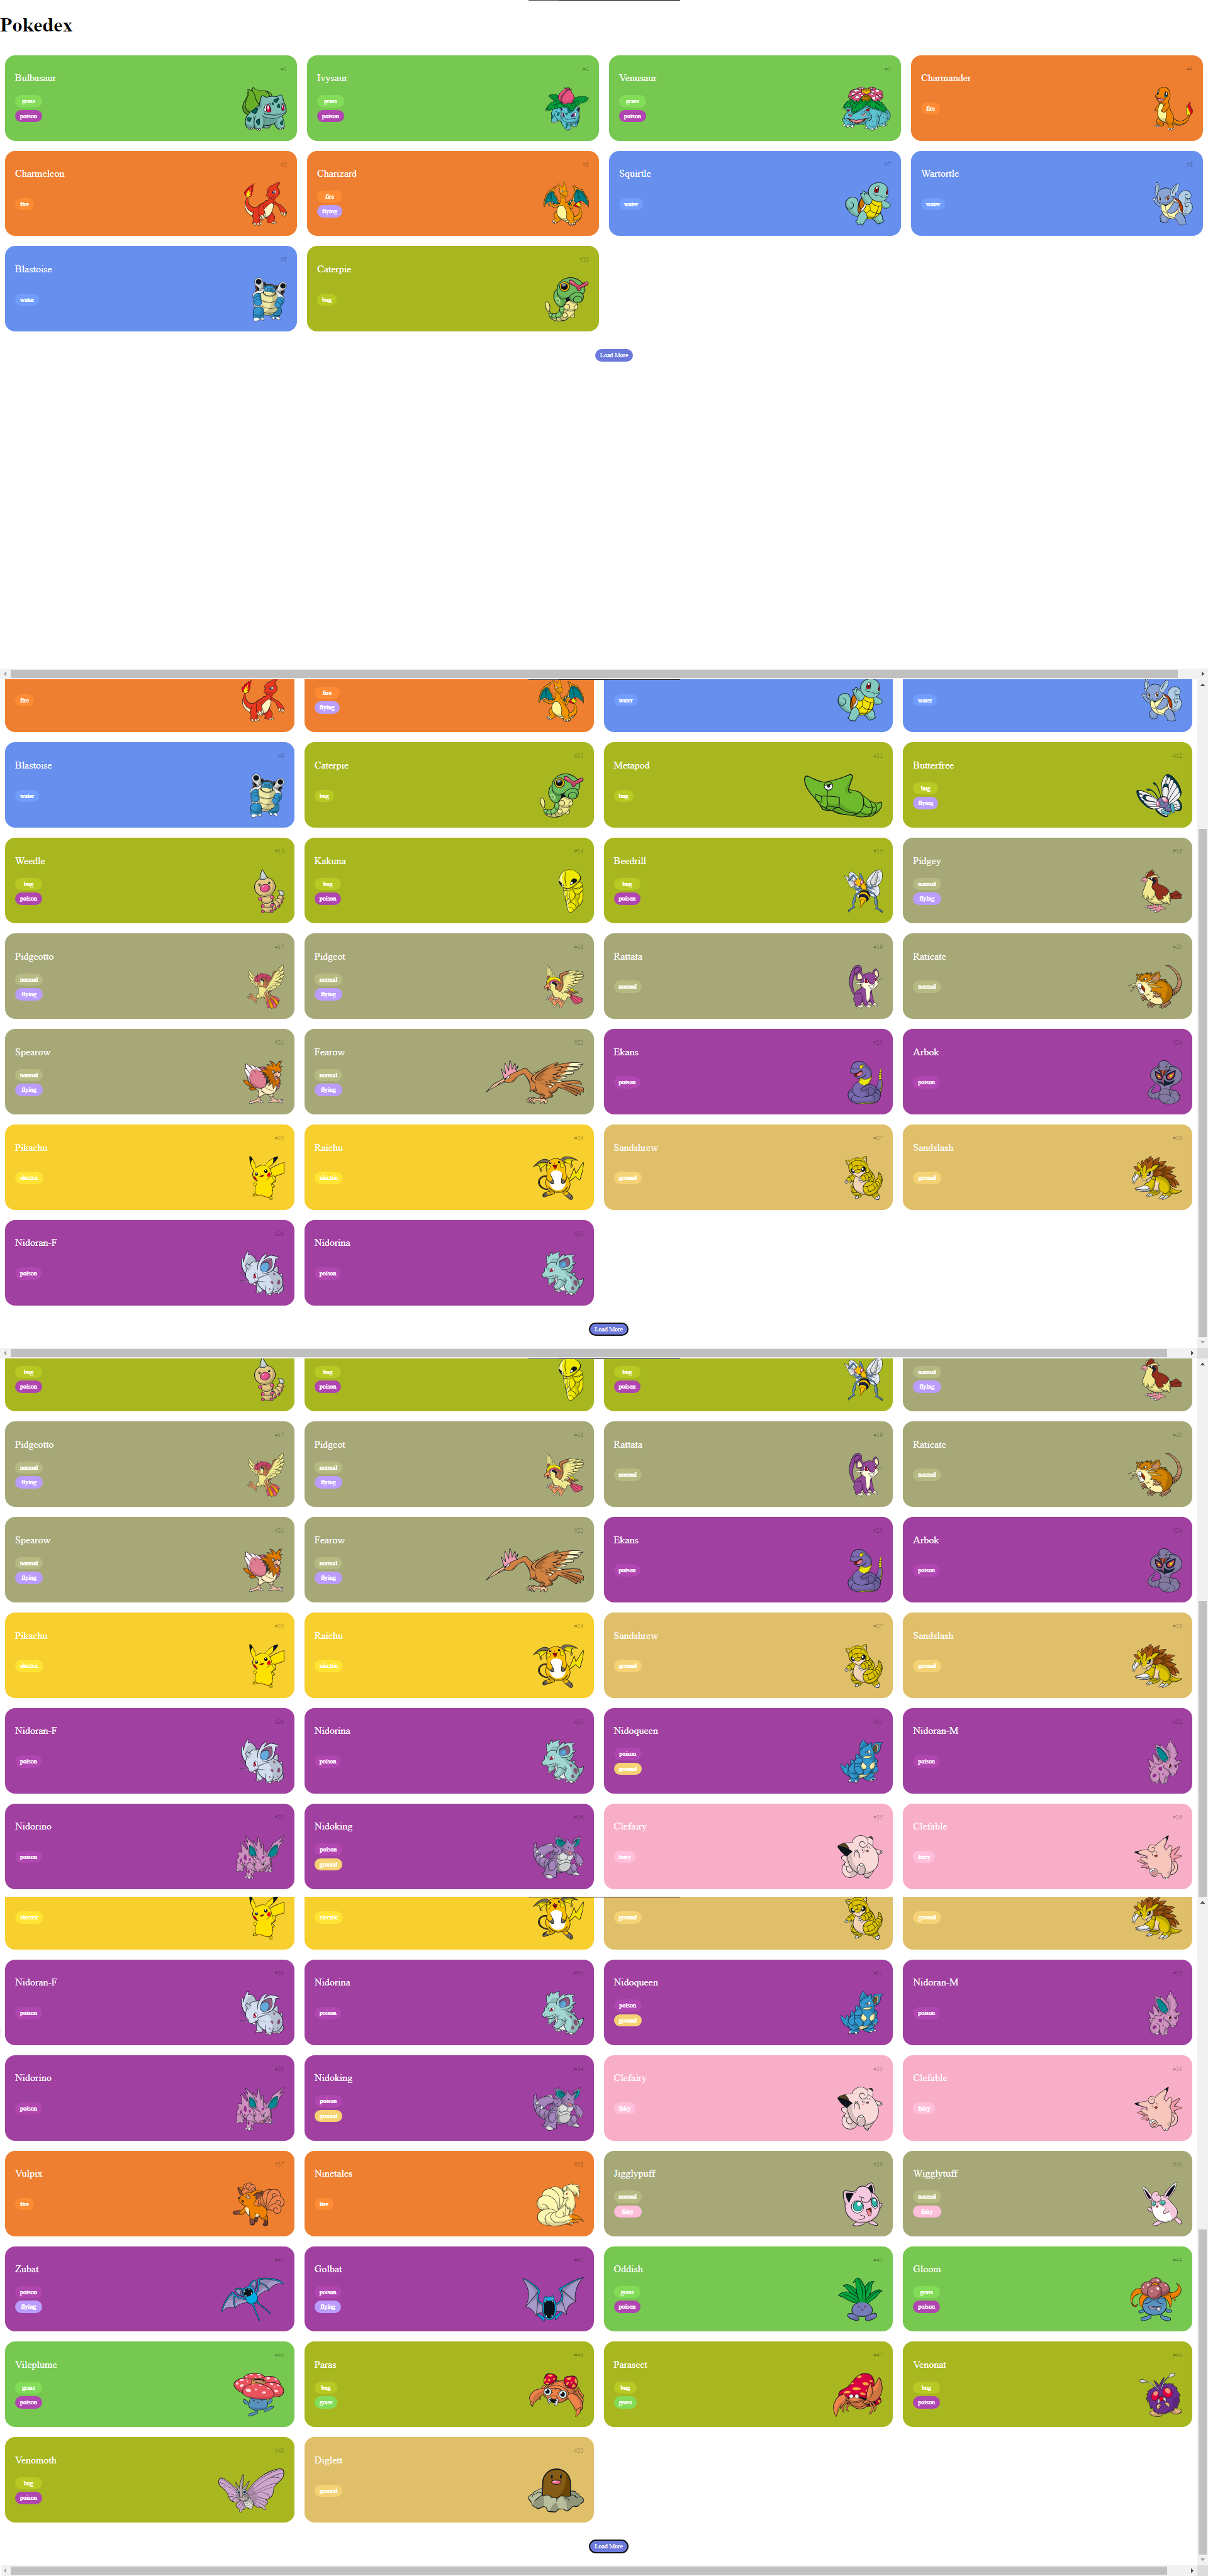 Pokedex
#1
Bulbasaur
grass
poison
#2
Ivysaur
grass
poison
#3
Venusaur
grass
poison
#4
Charmander
fire
#5
Charmeleon
fire
#6
Charizard
fire
flying
#7
Squirtle
water
#8
Wartortle
water
#9
Blastoise
water
#10
Caterpie
bug
Load More
fire
fire
flying
water
water
#9
Blastoise
water
#10
Caterpie
bug
#11
Metapod
bug
#12
Butterfree
bug
flying
#13
Weedle
bug
poison
#14
Kakuna
bug
poison
#15
Beedrill
bug
poison
#16
Pidgey
normal
flying
#17
Pidgeotto
normal
flying
#18
Pidgeot
normal
flying
#19
Rattata
normal
#20
Raticate
normal
#21
Spearow
normal
flying
#22
Fearow
normal
flying
#23
Ekans
poison
#24
Arbok
poison
#25
Pikachu
electric
#26
Raichu
electric
#27
Sandshrew
ground
#28
Sandslash
ground
#29
Nidoran-F
poison
#30
Nidorina
poison
Load More
bug
poison
bug
poison
bug
poison
normal
flying
#17
Pidgeotto
normal
flying
#18
Pidgeot
normal
flying
#19
Rattata
normal
#20
Raticate
normal
#21
Spearow
normal
flying
#22
Fearow
normal
flying
#23
Ekans
poison
#24
Arbok
poison
#25
Pikachu
electric
#26
Raichu
electric
#27
Sandshrew
ground
#28
Sandslash
ground
#29
Nidoran-F
poison
#30
Nidorina
poison
#31
Nidoqueen
poison
ground
#32
Nidoran-M
poison
#33
Nidorino
poison
#34
Nidoking
poison
ground
#35
Clefairy
fairy
#36
Clefable
fairy
electric
electric
ground
ground
#29
Nidoran-F
poison
#30
Nidorina
poison
#31
Nidoqueen
poison
ground
#32
Nidoran-M
poison
#33
Nidorino
poison
#34
Nidoking
poison
ground
#35
Clefairy
fairy
#36
Clefable
fairy
#37
Vulpix
fire
#38
Ninetales
fire
#39
Jigglypuff
normal
fairy
#40
Wigglytuff
normal
fairy
#41
Zubat
poison
flying
#42
Golbat
poison
flying
#43
Oddish
grass
poison
#44
Gloom
grass
poison
#45
Vileplume
grass
poison
#46
Paras
bug
grass
#47
Parasect
bug
grass
#48
Venonat
bug
poison
#49
Venomoth
bug
poison
#50
Diglett
ground
Load More